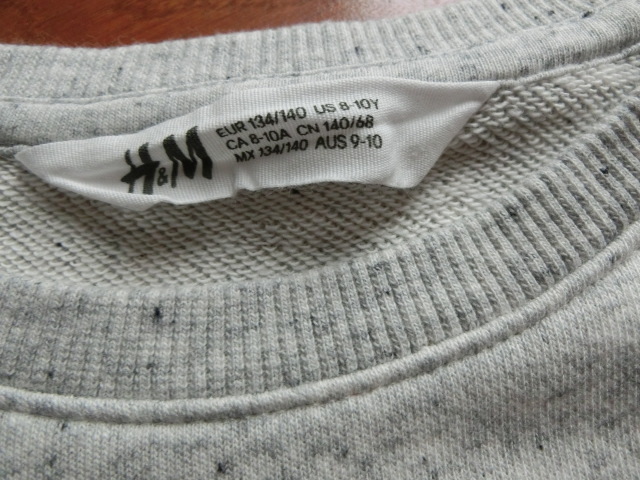 H&M
EUR 134/140 US 8-10Y
CA 8-10A CN 140/68
MX 134/140 AUS 9-10